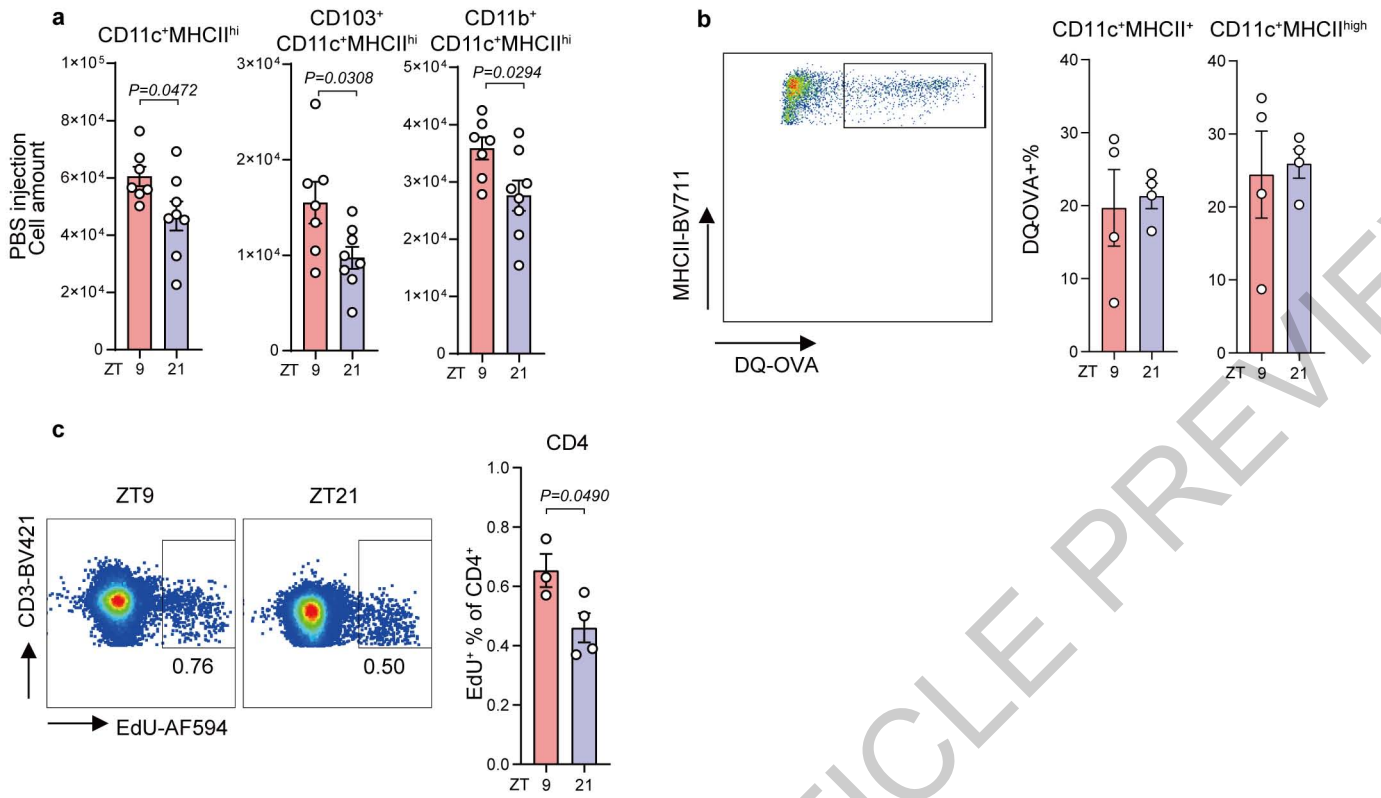 a
CD11c⁺MHCIIʰⁱ
CD103⁺
CD11c⁺MHCIIʰⁱ
CD11b⁺
CD11c⁺MHCIIʰⁱ
PBS injection
Cell amount
1×10⁵
8×10⁴
6×10⁴
4×10⁴
2×10⁴
0
P=0.0472
ZT 9 21
3×10⁴
2×10⁴
1×10⁴
0
P=0.0308
ZT 9 21
5×10⁴
4×10⁴
3×10⁴
2×10⁴
1×10⁴
0
P=0.0294
ZT 9 21
b
MHCII-BV711
DQ-OVA
CD11c⁺MHCII⁺
DQ-OVA+%
40
30
20
10
0
ZT 9 21
CD11c⁺MHCIIʰⁱᵍʰ
40
30
20
10
0
ZT 9 21
c
ZT9
ZT21
CD3-BV421
0.76
0.50
EdU-AF594
CD4
EdU⁺ % of CD4⁺
1.0
0.8
0.6
0.4
0.2
0.0
P=0.0490
ZT 9 21
TICLE PREVIE